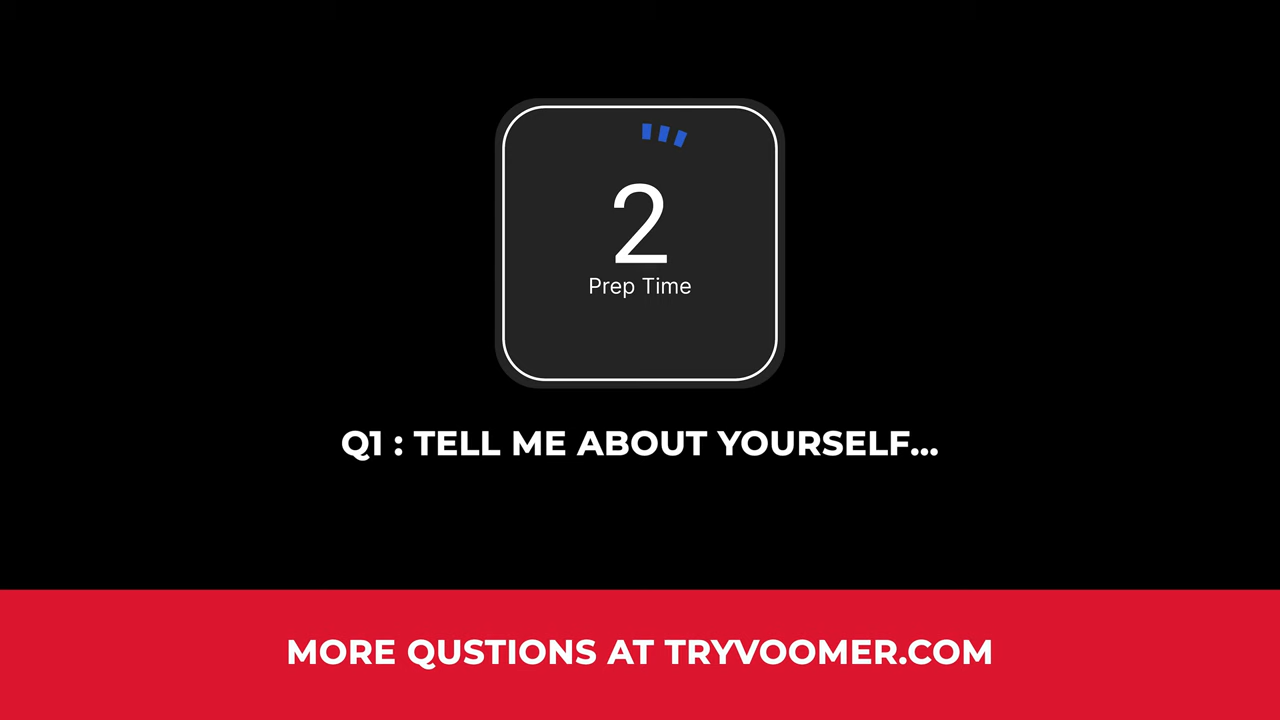 2
Prep Time
Q1 : TELL ME ABOUT YOURSELF...
MORE QUSTIONS AT TRYVOOMER.COM